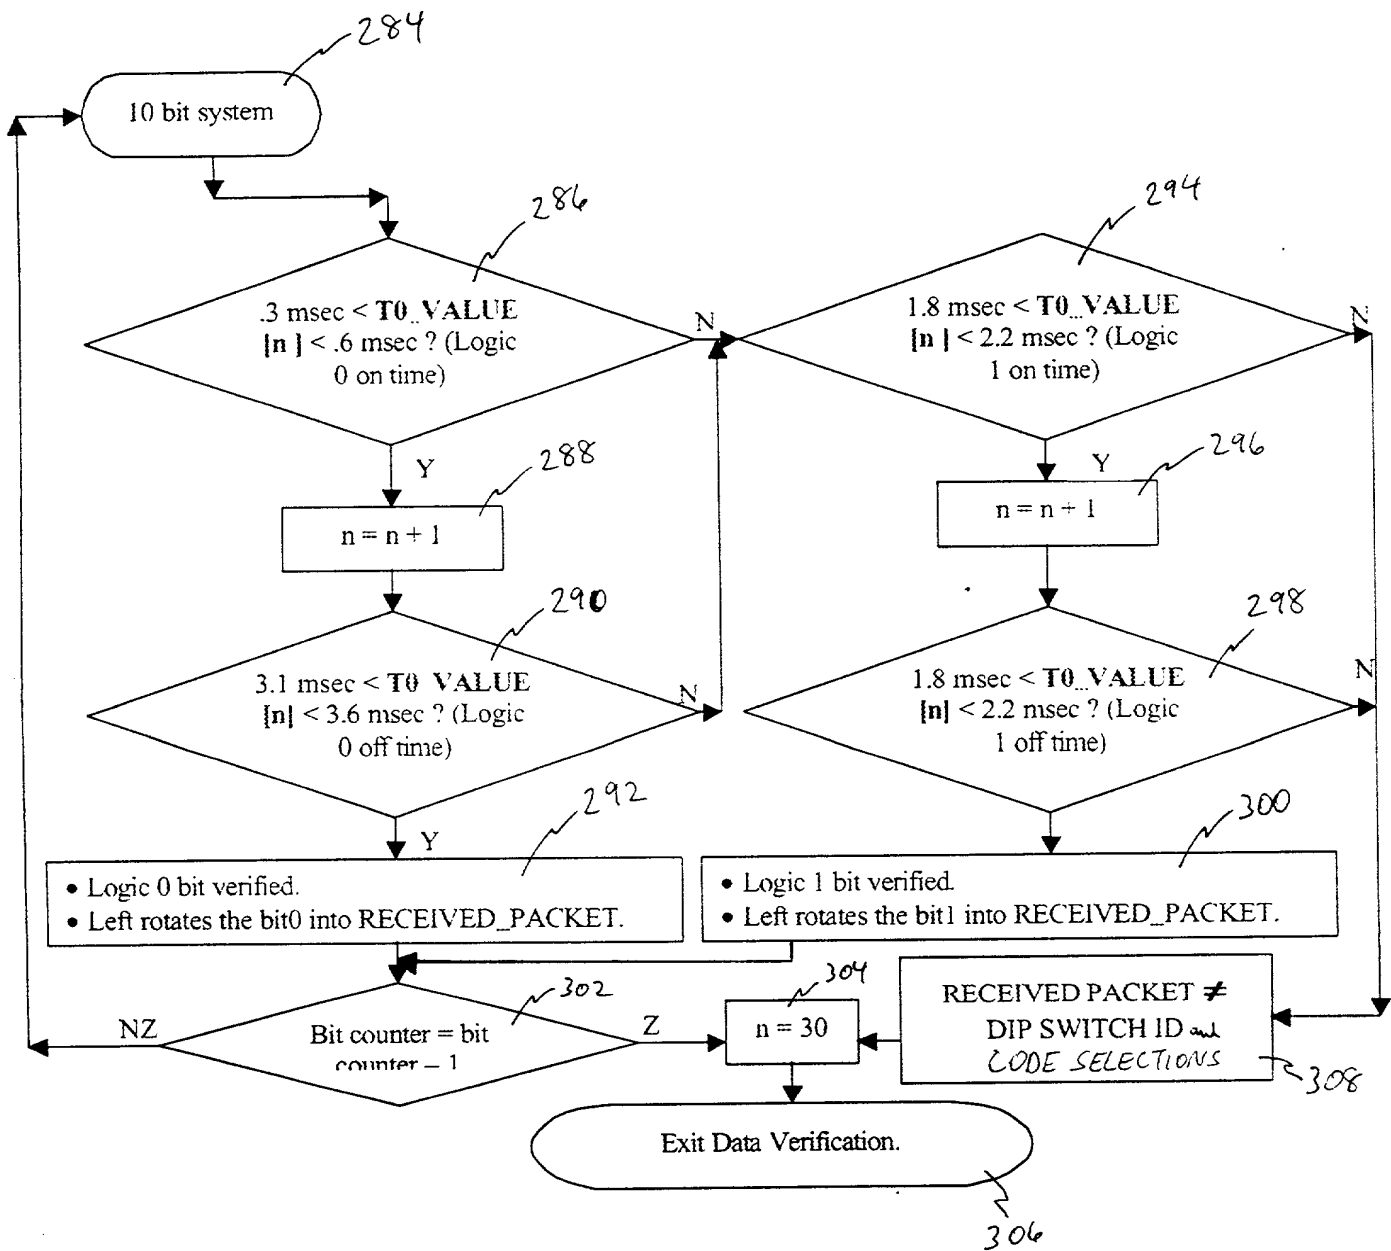 284
10 bit system
286
.3 msec < T0_VALUE
[n ] < .6 msec ? (Logic
0 on time)
N
294
1.8 msec < T0_VALUE
[n ] < 2.2 msec ? (Logic
1 on time)
N
Y
288
n = n + 1
Y
296
n = n + 1
290
3.1 msec < T0_VALUE
[n] < 3.6 msec ? (Logic
0 off time)
N
298
1.8 msec < T0_VALUE
[n] < 2.2 msec ? (Logic
1 off time)
N
Y
292
• Logic 0 bit verified.
• Left rotates the bit0 into RECEIVED_PACKET.
300
• Logic 1 bit verified.
• Left rotates the bit1 into RECEIVED_PACKET.
302
NZ
Bit counter = bit
counter – 1
Z
304
n = 30
RECEIVED PACKET ≠
DIP SWITCH ID and
CODE SELECTIONS
308
Exit Data Verification.
306